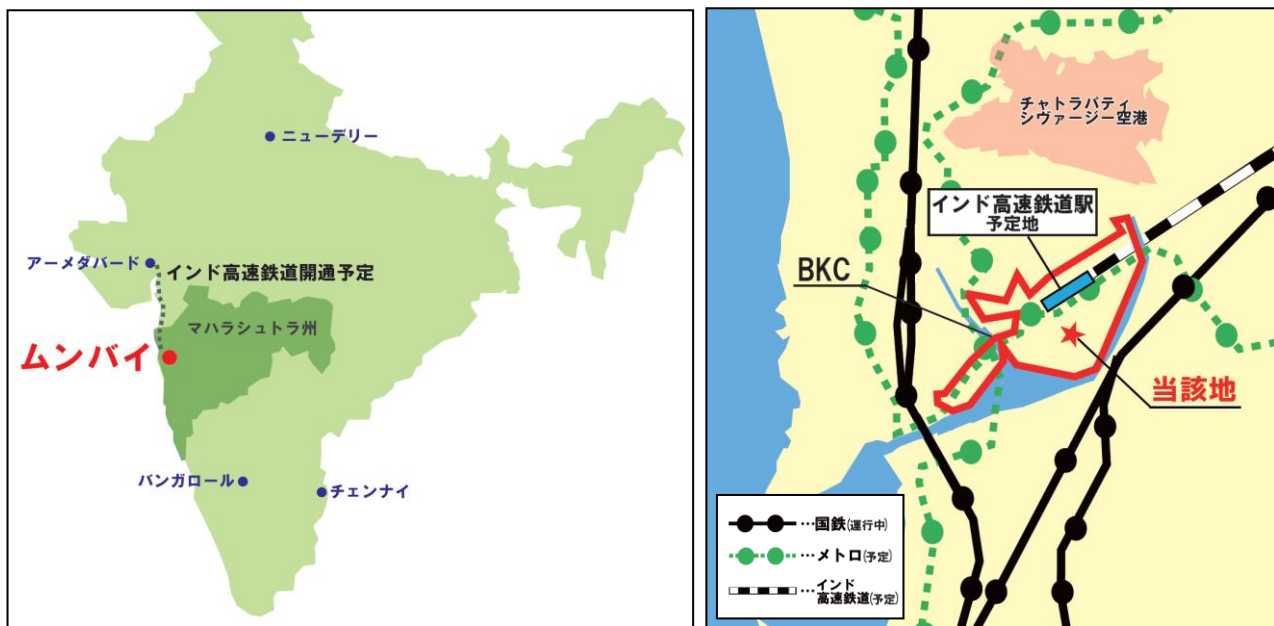 ニューデリー
アーメダバード
インド高速鉄道開通予定
マハラシュトラ州
ムンバイ
バンガロール
チェンナイ
チャトラパティ
シヴァージー空港
インド高速鉄道駅
予定地
BKC
当該地
…国鉄(運行中)
…メトロ(予定)
…インド
高速鉄道(予定)